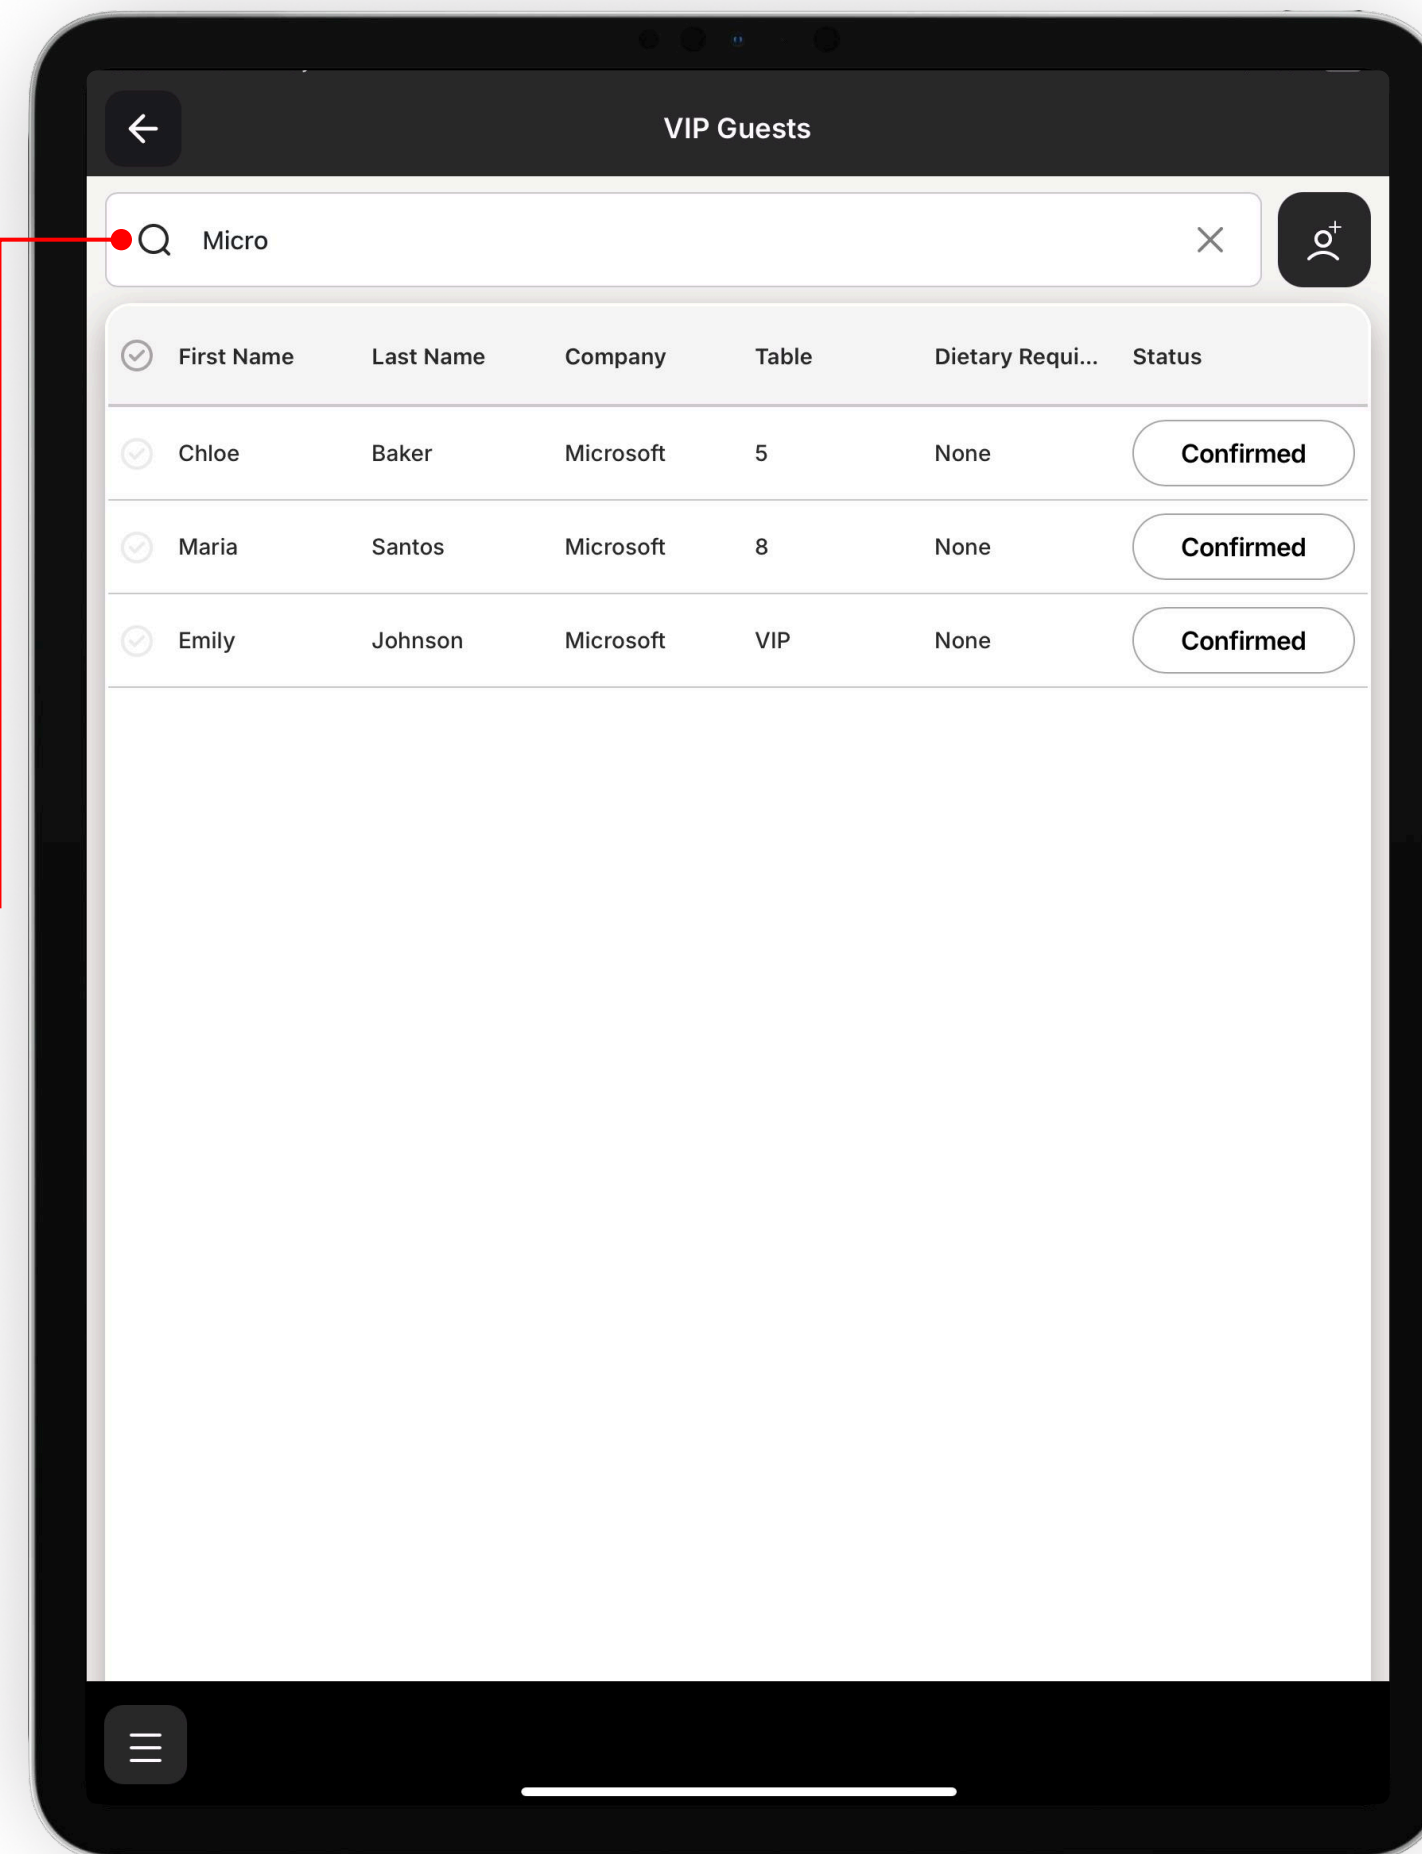 VIP Guests
Micro
First Name Last Name Company Table Dietary Requi... Status
Chloe Baker Microsoft 5 None Confirmed
Maria Santos Microsoft 8 None Confirmed
Emily Johnson Microsoft VIP None Confirmed